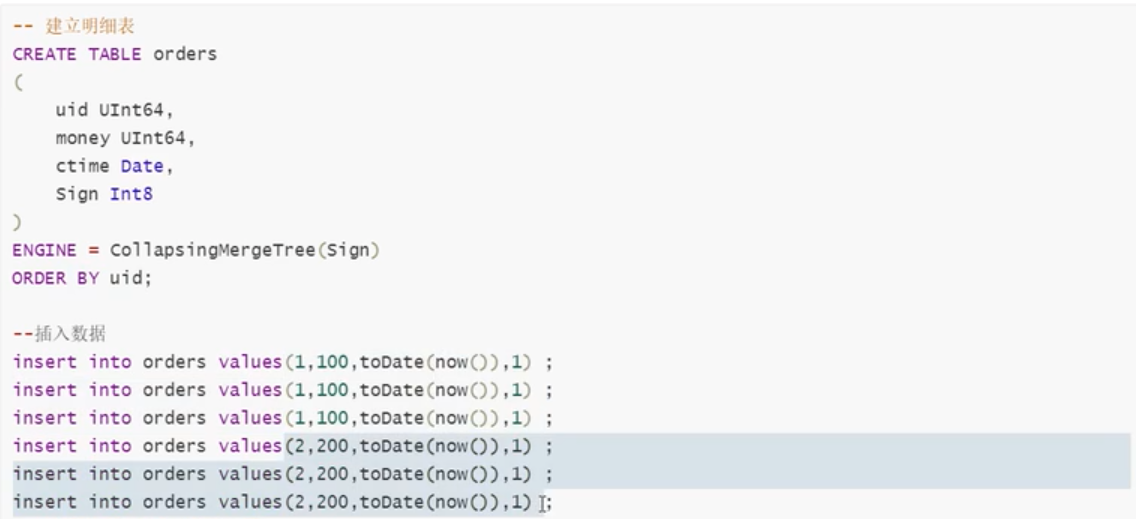 -- 建立明细表
CREATE TABLE orders
(
    uid UInt64,
    money UInt64,
    ctime Date,
    Sign Int8
)
ENGINE = CollapsingMergeTree(Sign)
ORDER BY uid;

--插入数据
insert into orders values(1,100,toDate(now()),1) ;
insert into orders values(1,100,toDate(now()),1) ;
insert into orders values(1,100,toDate(now()),1) ;
insert into orders values(2,200,toDate(now()),1) ;
insert into orders values(2,200,toDate(now()),1) ;
insert into orders values(2,200,toDate(now()),1) ;